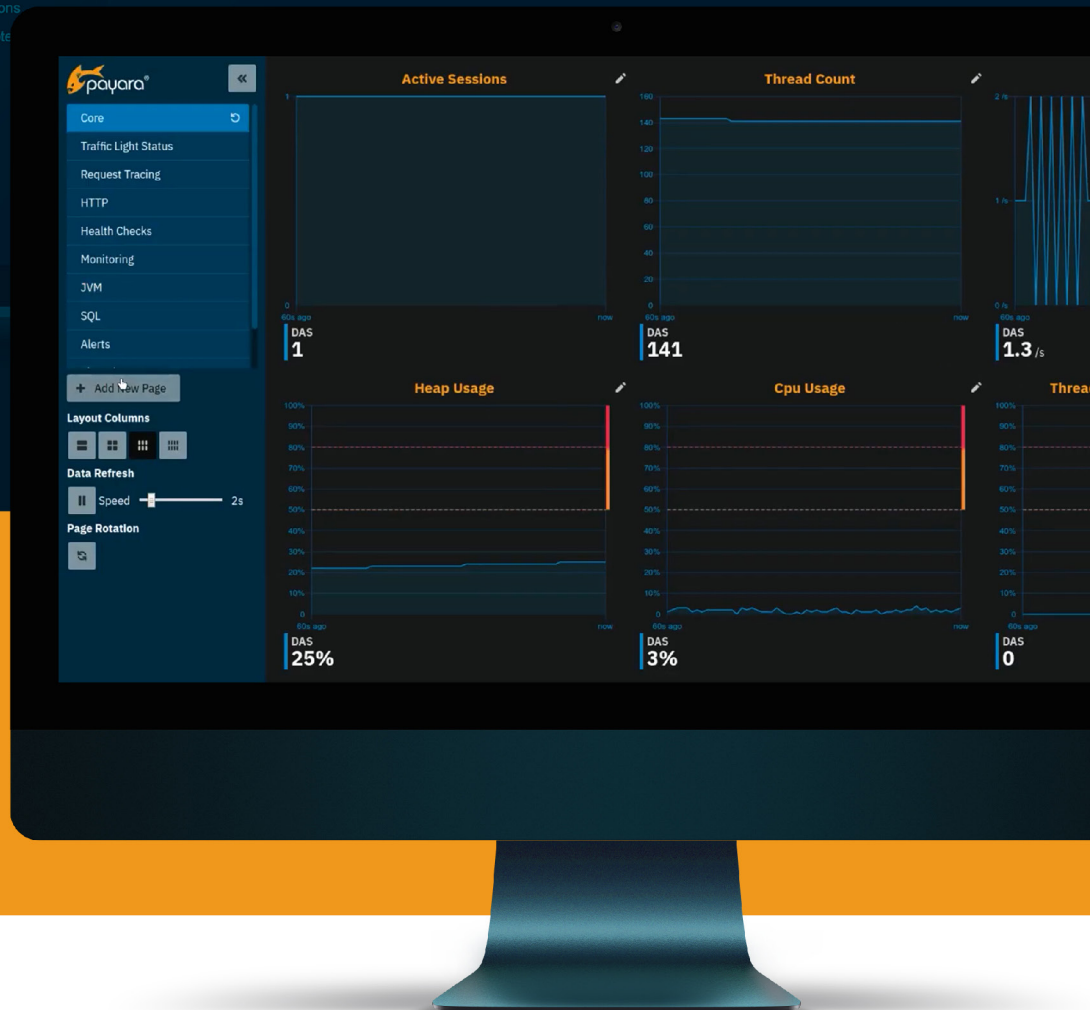 ons
payara®
«
Core
Traffic Light Status
Request Tracing
HTTP
Health Checks
Monitoring
JVM
SQL
Alerts
+ Add New Page
Layout Columns
Data Refresh
Speed 2s
Page Rotation
Active Sessions
1
0
60s ago now
DAS
1
Thread Count
160
140
120
100
80
60
40
20
0
60s ago now
DAS
141
2 /s
1 /s
0 /s
60s ago
DAS
1.3 /s
Heap Usage
100%
90%
80%
70%
60%
50%
40%
30%
20%
10%
0
60s ago now
DAS
25%
Cpu Usage
100%
90%
80%
70%
60%
50%
40%
30%
20%
10%
0
60s ago now
DAS
3%
Threa
100%
90%
80%
70%
60%
50%
40%
30%
20%
10%
0
60s ago
DAS
0